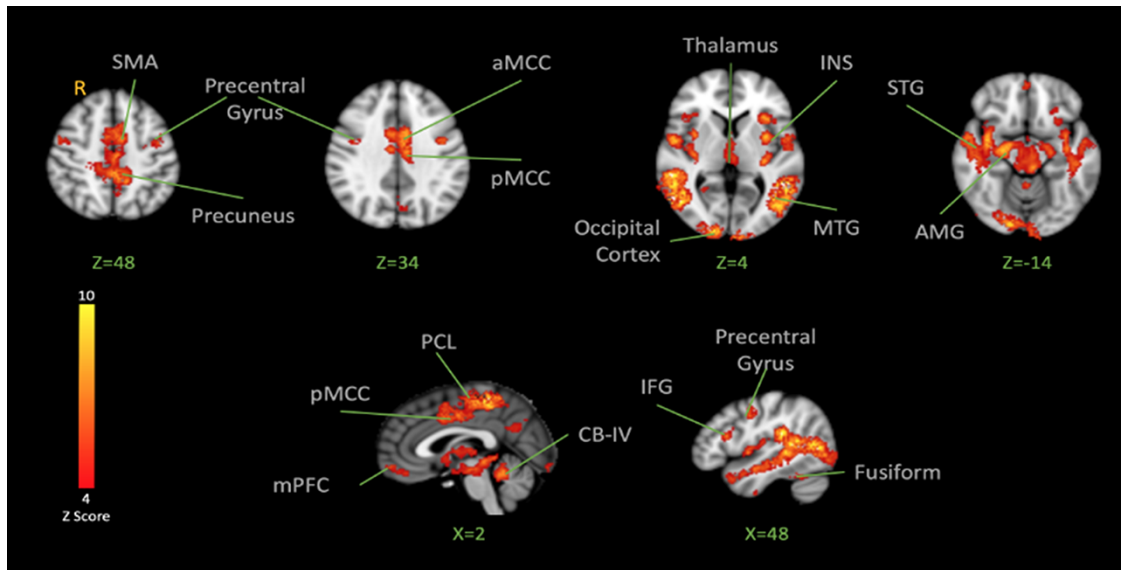 SMA
R
Precentral
Gyrus
Precuneus
Z=48
aMCC
pMCC
Z=34
Thalamus
INS
Occipital
Cortex
MTG
Z=4
STG
AMG
Z=-14
10
4
Z Score
PCL
pMCC
CB-IV
mPFC
X=2
Precentral
Gyrus
IFG
Fusiform
X=48